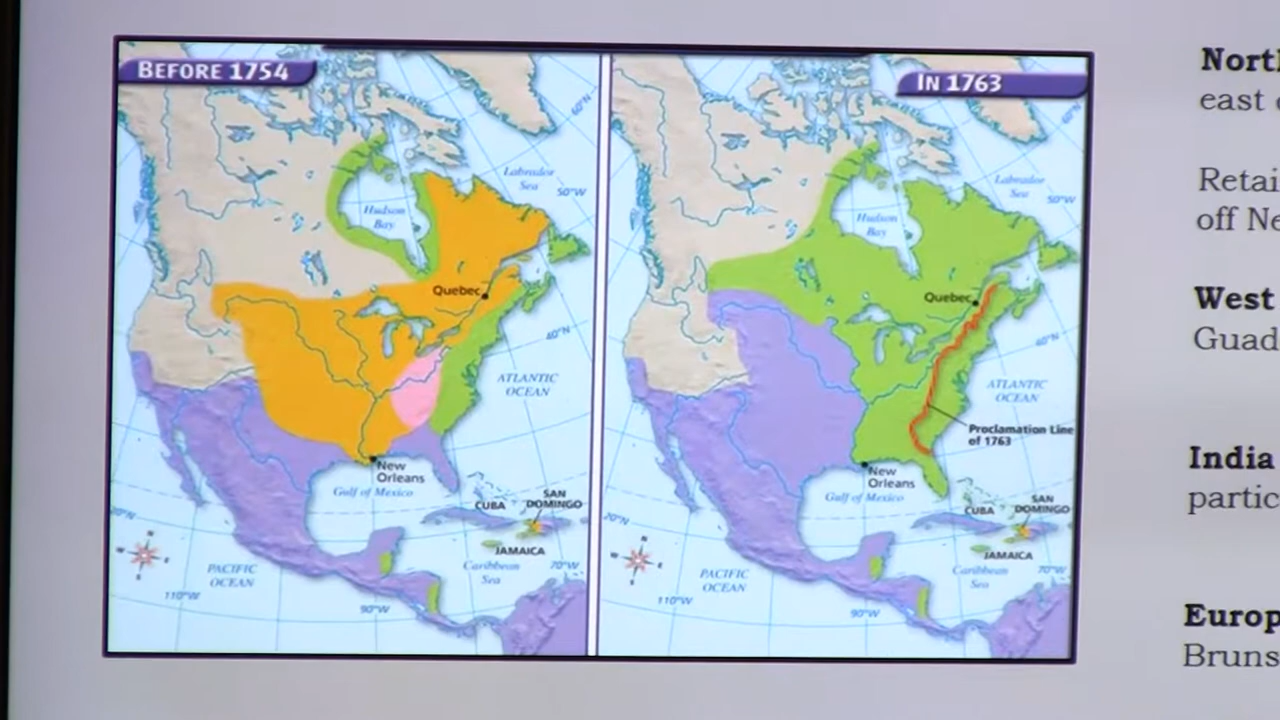 BEFORE 1754
60°N
Labrador
Sea
50°W
Hudson
Bay
Quebec
40°N
ATLANTIC
OCEAN
New
Orleans
Gulf of Mexico
SAN
DOMINGO
CUBA
JAMAICA
Caribbean
Sea
70°W
20°N
N
W
E
S
PACIFIC
OCEAN
110°W
90°W
IN 1763
60°N
Labrador
Sea
50°W
Hudson
Bay
Quebec
40°N
ATLANTIC
OCEAN
Proclamation Line
of 1763
New
Orleans
Gulf of Mexico
SAN
DOMINGO
CUBA
JAMAICA
Caribbean
Sea
70°W
20°N
N
W
E
S
PACIFIC
OCEAN
110°W
90°W
North
east
Retai
off Ne
West
Guad
India
partic
Europ
Bruns